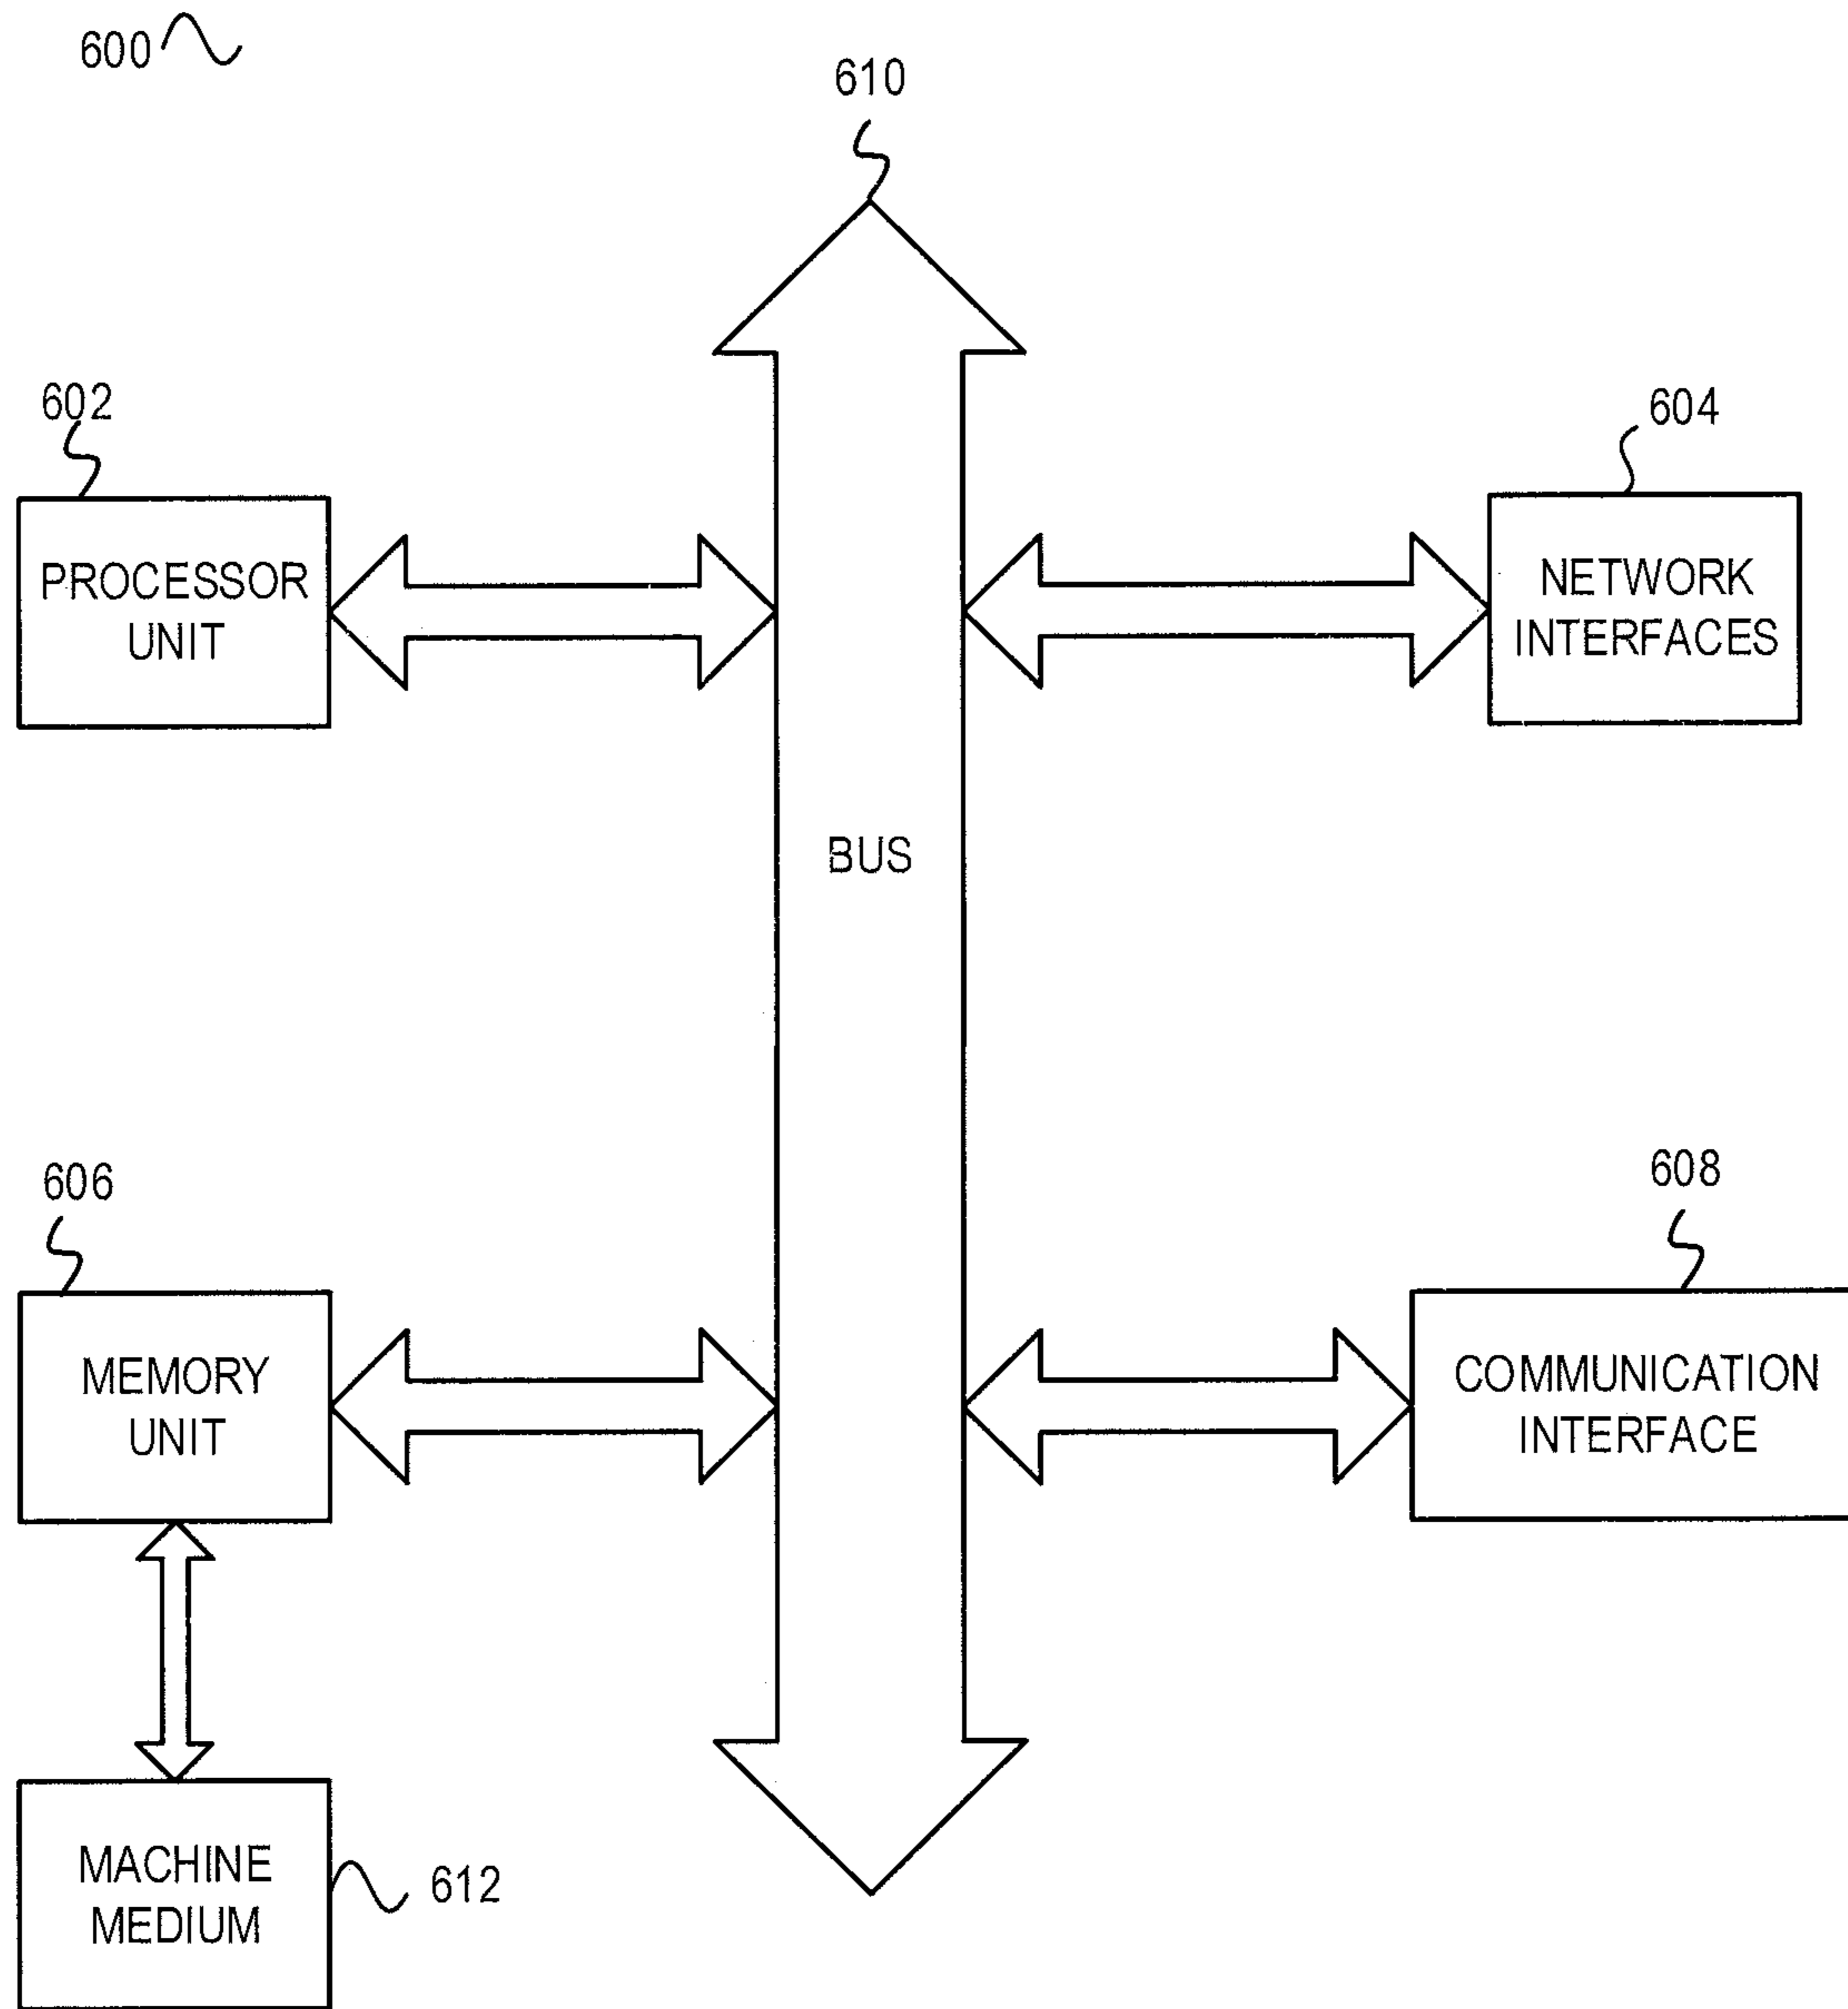 600
610
602
604
PROCESSOR
UNIT
NETWORK
INTERFACES
BUS
606
608
MEMORY
UNIT
COMMUNICATION
INTERFACE
MACHINE
MEDIUM
612